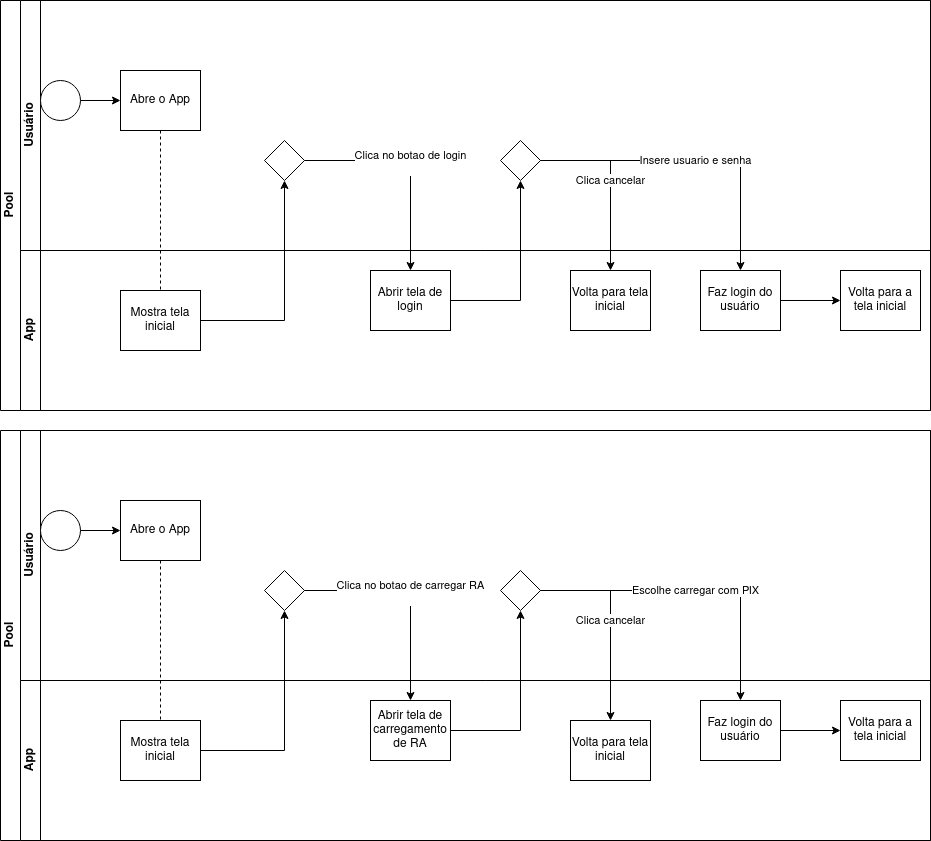 Pool
Usuário
Abre o App
Clica no botao de login
Insere usuario e senha
Clica cancelar
App
Mostra tela
inicial
Abrir tela de
login
Volta para tela
inicial
Faz login do
usuário
Volta para a
tela inicial
Pool
Usuário
Abre o App
Clica no botao de carregar RA
Escolhe carregar com PIX
Clica cancelar
App
Mostra tela
inicial
Abrir tela de
carregamento
de RA
Volta para tela
inicial
Faz login do
usuário
Volta para a
tela inicial